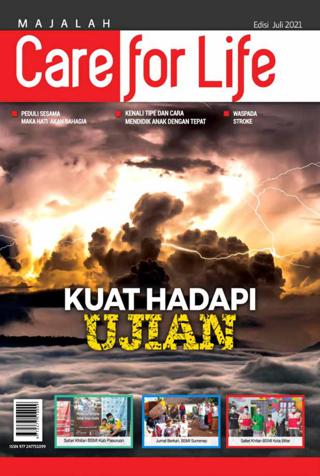 MAJALAH
Edisi Juli 2021
Care for Life
PEDULI SESAMA
MAKA HATI AKAN BAHAGIA
KENALI TIPE DAN CARA
MENDIDIK ANAK DENGAN TEPAT
WASPADA
STROKE
KUAT HADAPI
UJIAN
Safari Khitan BSMI Kab Pasuruan
Jumat Berkah, BSMI Sumenep
Safari Khitan BSMI Kota Blitar